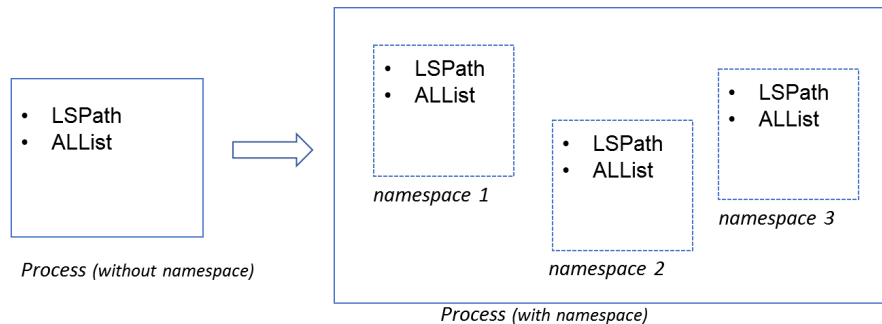 • LSPath
• ALList
Process (without namespace)
• LSPath
• ALList
namespace 1
• LSPath
• ALList
namespace 2
• LSPath
• ALList
namespace 3
Process (with namespace)